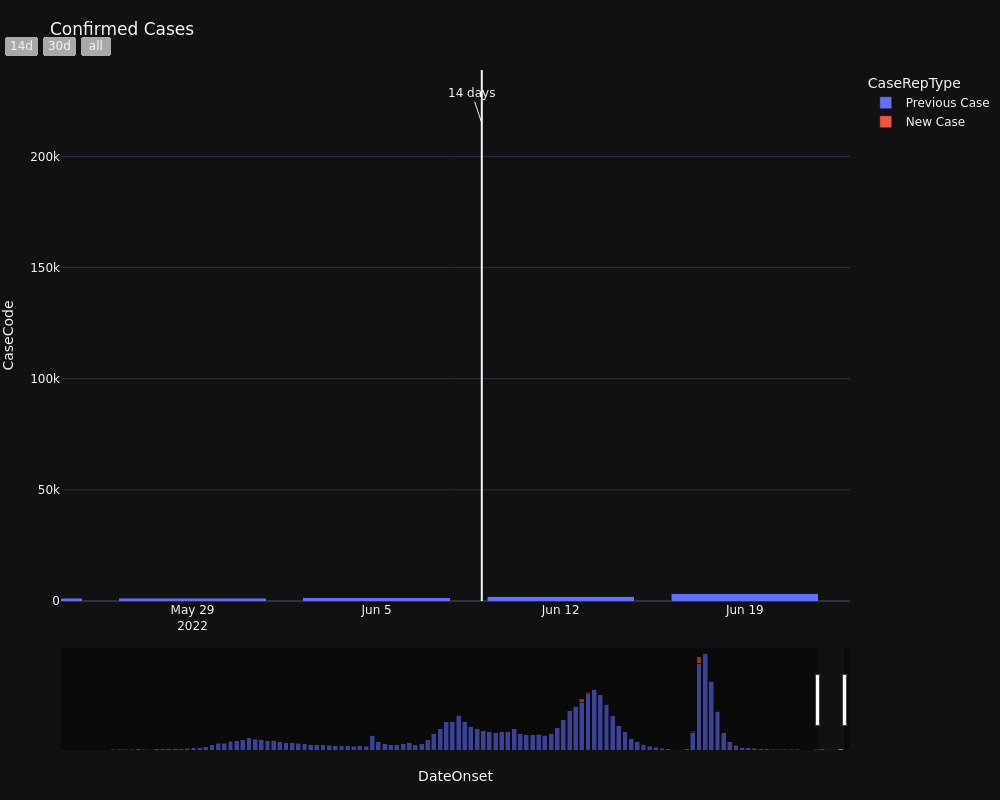 Confirmed Cases
14d 30d all
CaseRepType
Previous Case
New Case
14 days
CaseCode
200k
150k
100k
50k
0
May 29 Jun 5 Jun 12 Jun 19
2022
DateOnset